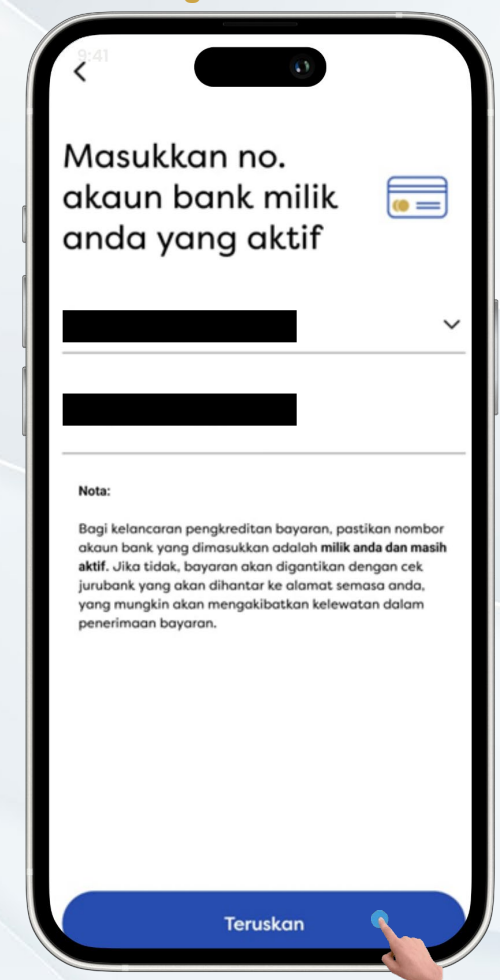 9:41
Masukkan no.
akaun bank milik
anda yang aktif
Nota:
Bagi kelancaran pengkreditan bayaran, pastikan nombor
akaun bank yang dimasukkan adalah milik anda dan masih
aktif. Jika tidak, bayaran akan digantikan dengan cek
jurubank yang akan dihantar ke alamat semasa anda,
yang mungkin akan mengakibatkan kelewatan dalam
penerimaan bayaran.
Teruskan